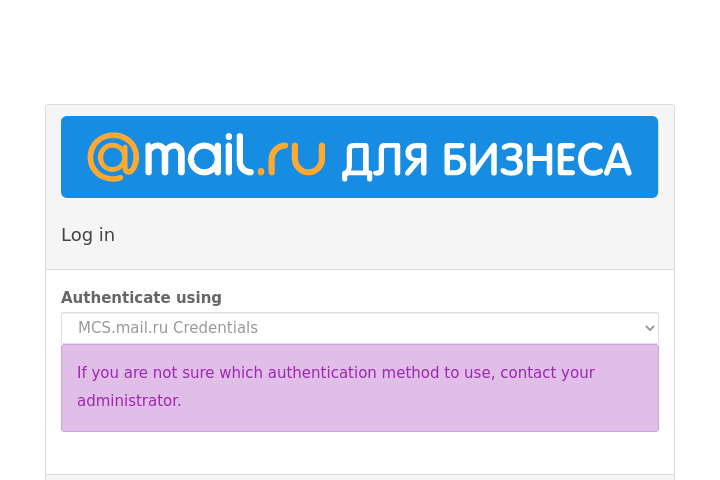 @mail.ru ДЛЯ БИЗНЕСА
Log in
Authenticate using
MCS.mail.ru Credentials
If you are not sure which authentication method to use, contact your
administrator.